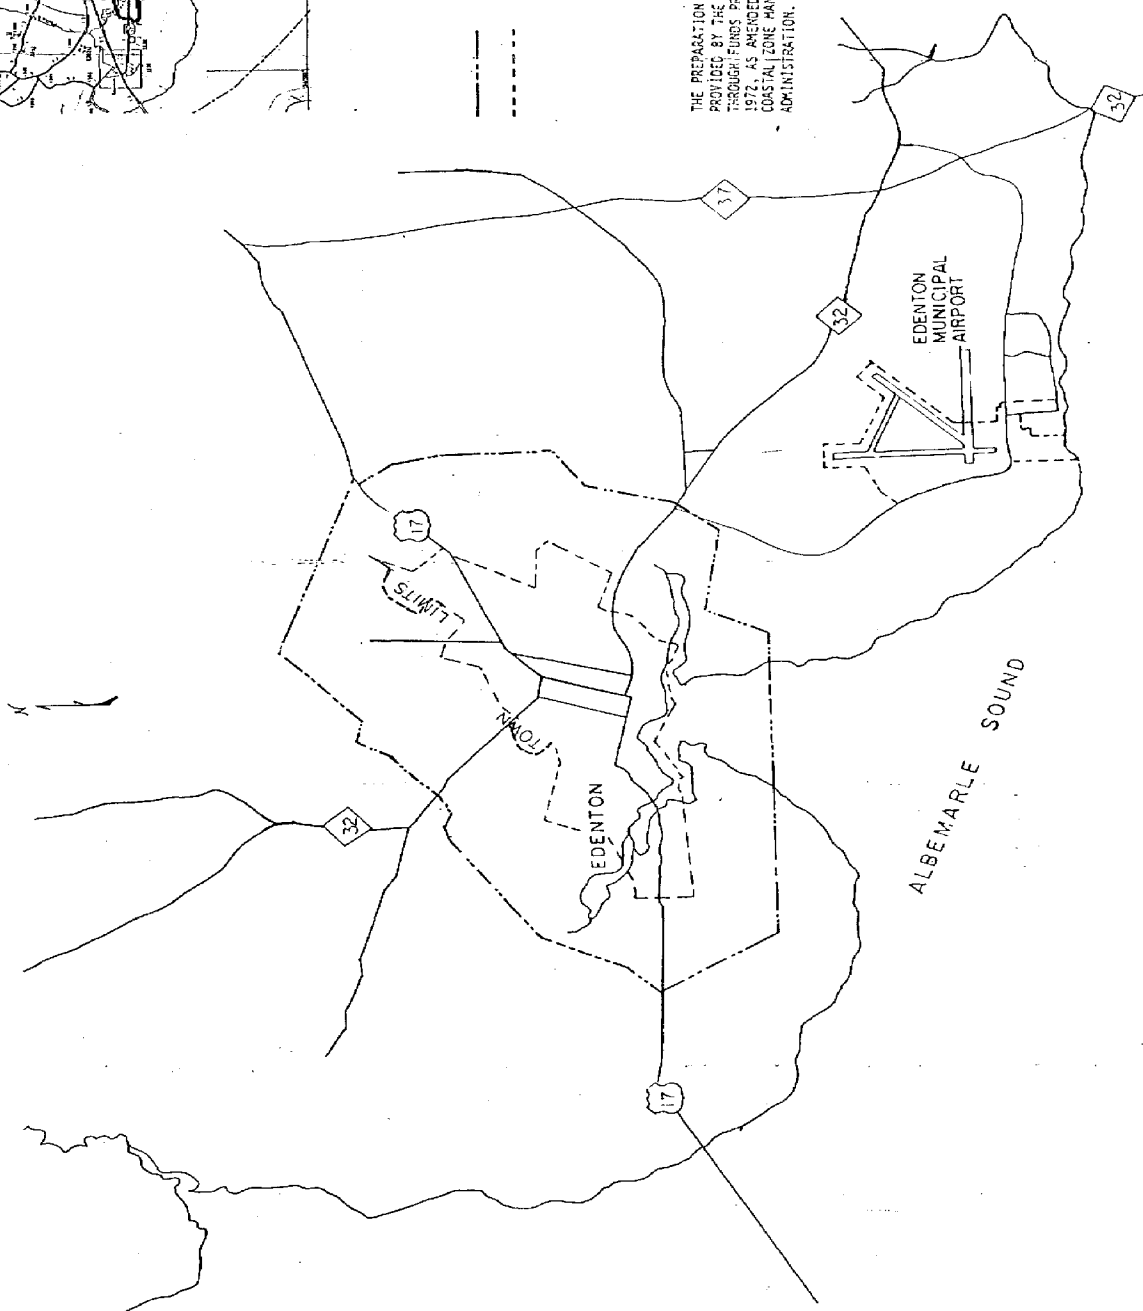 THE PREPARATION
PROVIDED BY THE
THROUGH FUNDS
1972, AS AMENDED
COASTAL ZONE
ADMINISTRATION.
N
32
17
TOWN LIMITS
EDENTON
17
37
32
32
EDENTON
MUNICIPAL
AIRPORT
ALBEMARLE SOUND